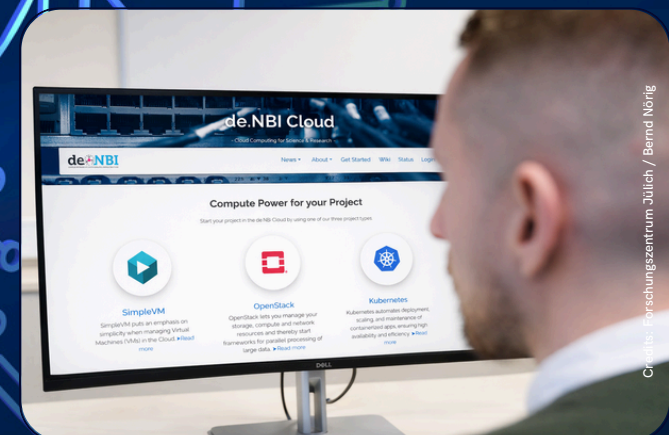 de.NBI Cloud
- Cloud Computing for Science & Research -
de.NBI
News About Get Started Wiki Status Login
Compute Power for your Project
Start your project in the de.NBI Cloud by using one of our three project types
SimpleVM
SimpleVM puts an emphasis on
simplicity when managing Virtual
Machines (VMs) in the Cloud. ►Read
more
OpenStack
OpenStack lets you manage your
storage, compute and network
resources and thereby start
frameworks for parallel processing of
large data. ►Read more
Kubernetes
Kubernetes automates deployment,
scaling, and maintenance of
containerized apps, ensuring high
availability and efficiency. ►Read
more
DELL
Credits: Forschungszentrum Jülich / Bernd Nörig